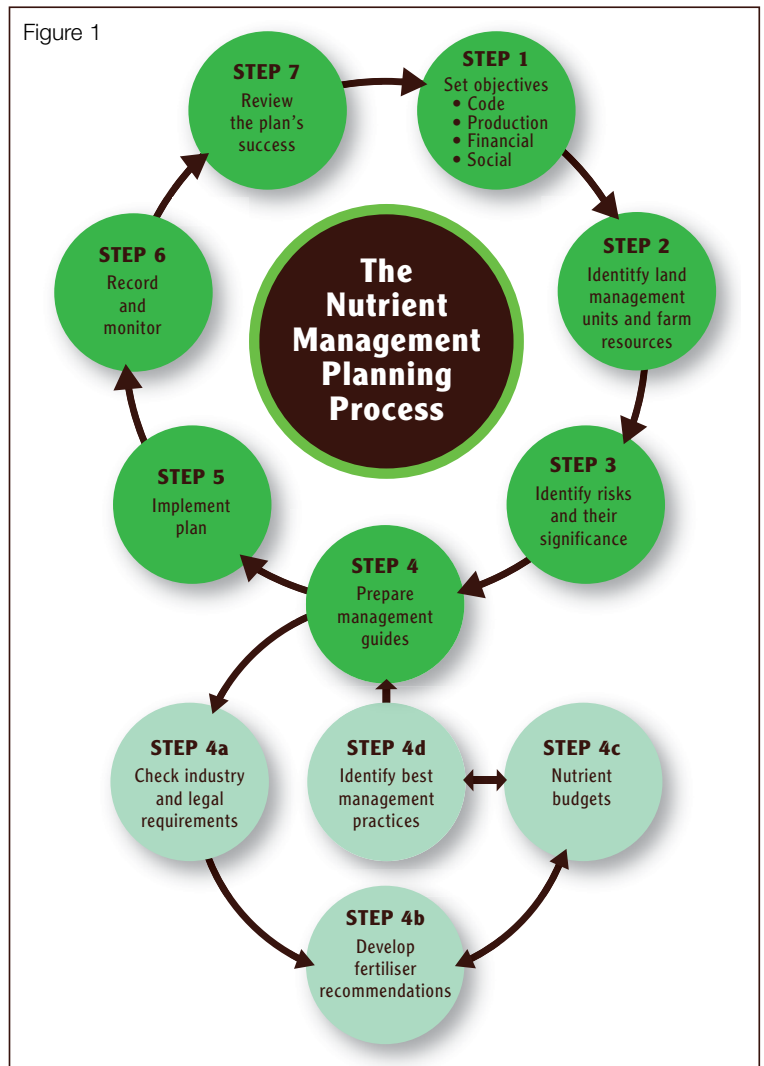 Figure 1
STEP 1
Set objectives
• Code
• Production
• Financial
• Social
STEP 2
Identitfy land
management
units and farm
resources
STEP 3
Identify risks
and their
significance
STEP 4
Prepare
management
guides
STEP 4a
Check industry
and legal
requirements
STEP 4b
Develop
fertiliser
recommendations
STEP 4c
Nutrient
budgets
STEP 4d
Identify best
management
practices
STEP 5
Implement
plan
STEP 6
Record
and
monitor
STEP 7
Review
the plan's
success
The
Nutrient
Management
Planning
Process